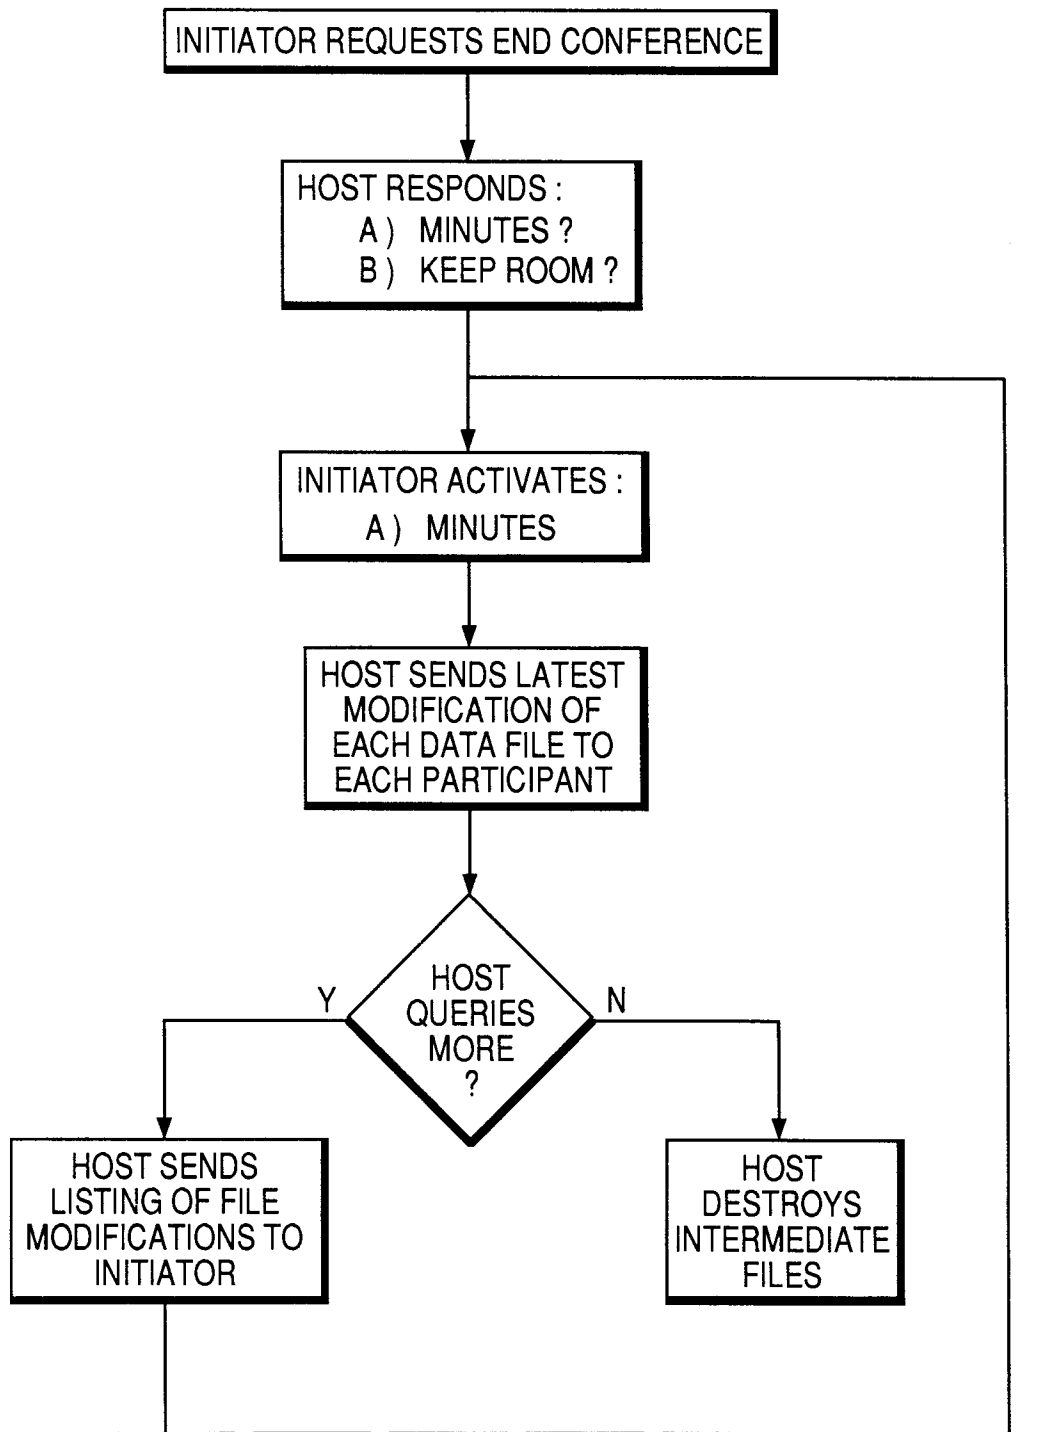 INITIATOR REQUESTS END CONFERENCE
HOST RESPONDS :
A ) MINUTES ?
B ) KEEP ROOM ?
INITIATOR ACTIVATES :
A ) MINUTES
HOST SENDS LATEST
MODIFICATION OF
EACH DATA FILE TO
EACH PARTICIPANT
HOST
QUERIES
MORE
?
Y
N
HOST SENDS
LISTING OF FILE
MODIFICATIONS TO
INITIATOR
HOST
DESTROYS
INTERMEDIATE
FILES